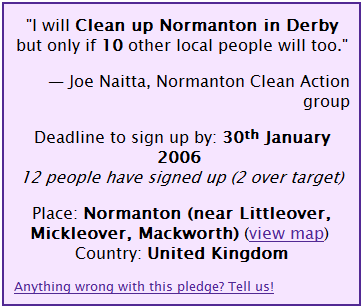 "I will Clean up Normanton in Derby
but only if 10 other local people will too."
— Joe Naitta, Normanton Clean Action
group
Deadline to sign up by: 30th January
2006
12 people have signed up (2 over target)
Place: Normanton (near Littleover,
Mickleover, Mackworth) (view map)
Country: United Kingdom
Anything wrong with this pledge? Tell us!